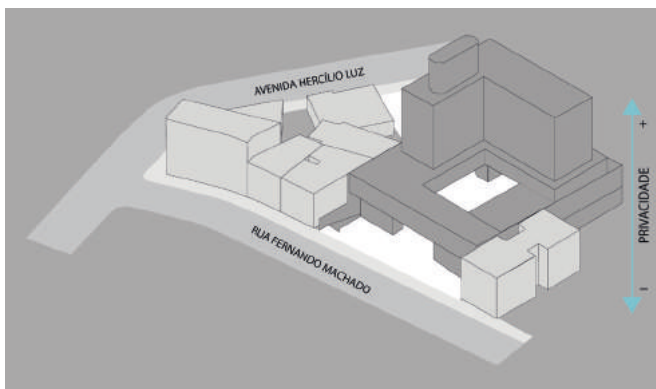 AVENIDA HERCÍLIO LUZ
RUA FERNANDO MACHADO
+
PRIVACIDADE
-